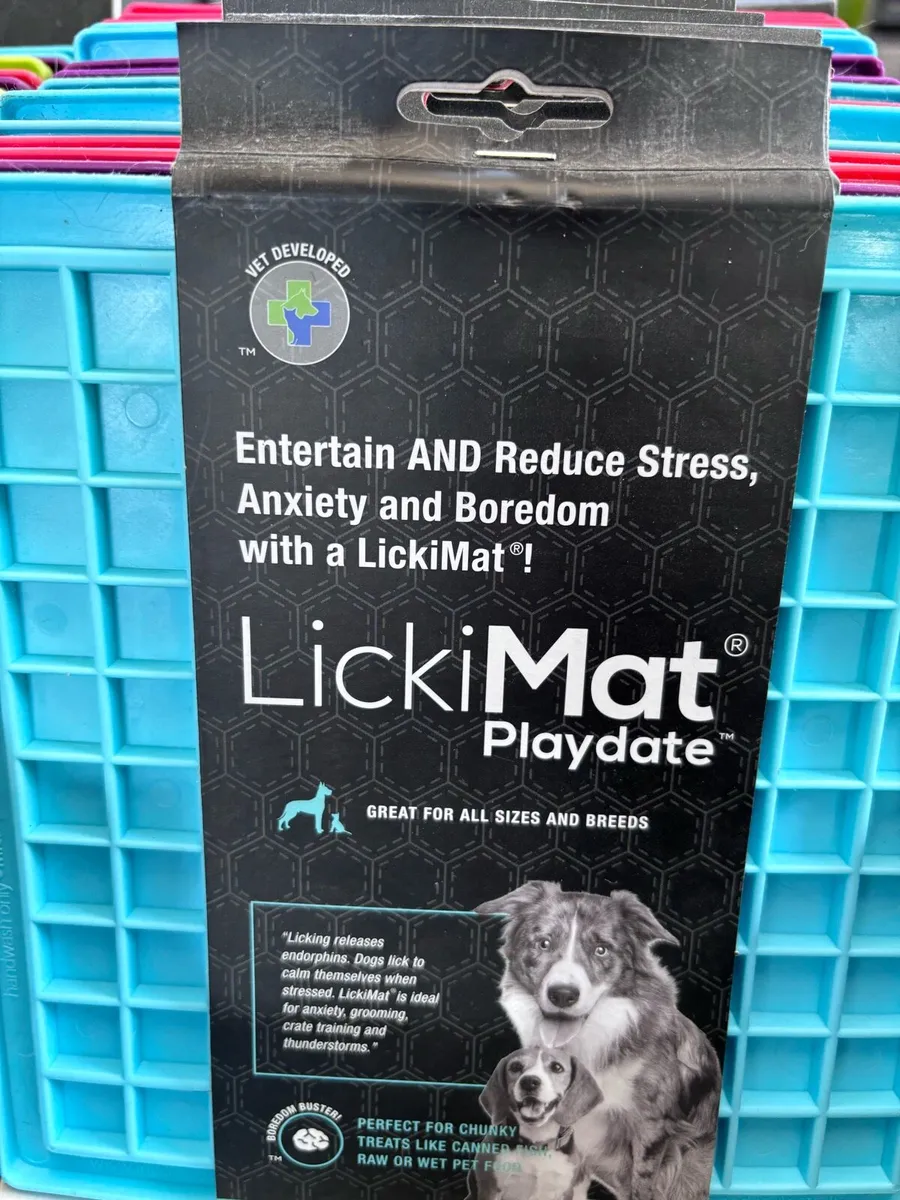 VET DEVELOPED
TM
Entertain AND Reduce Stress,
Anxiety and Boredom
with a LickiMat®!
LickiMat®
Playdate™
GREAT FOR ALL SIZES AND BREEDS
"Licking releases
endorphins. Dogs lick to
calm themselves when
stressed. LickiMat® is ideal
for anxiety, grooming,
crate training and
thunderstorms."
BOREDOM BUSTER!
TM
PERFECT FOR CHUNKY
TREATS LIKE CANNED FISH,
RAW OR WET PET FOOD
handwash only